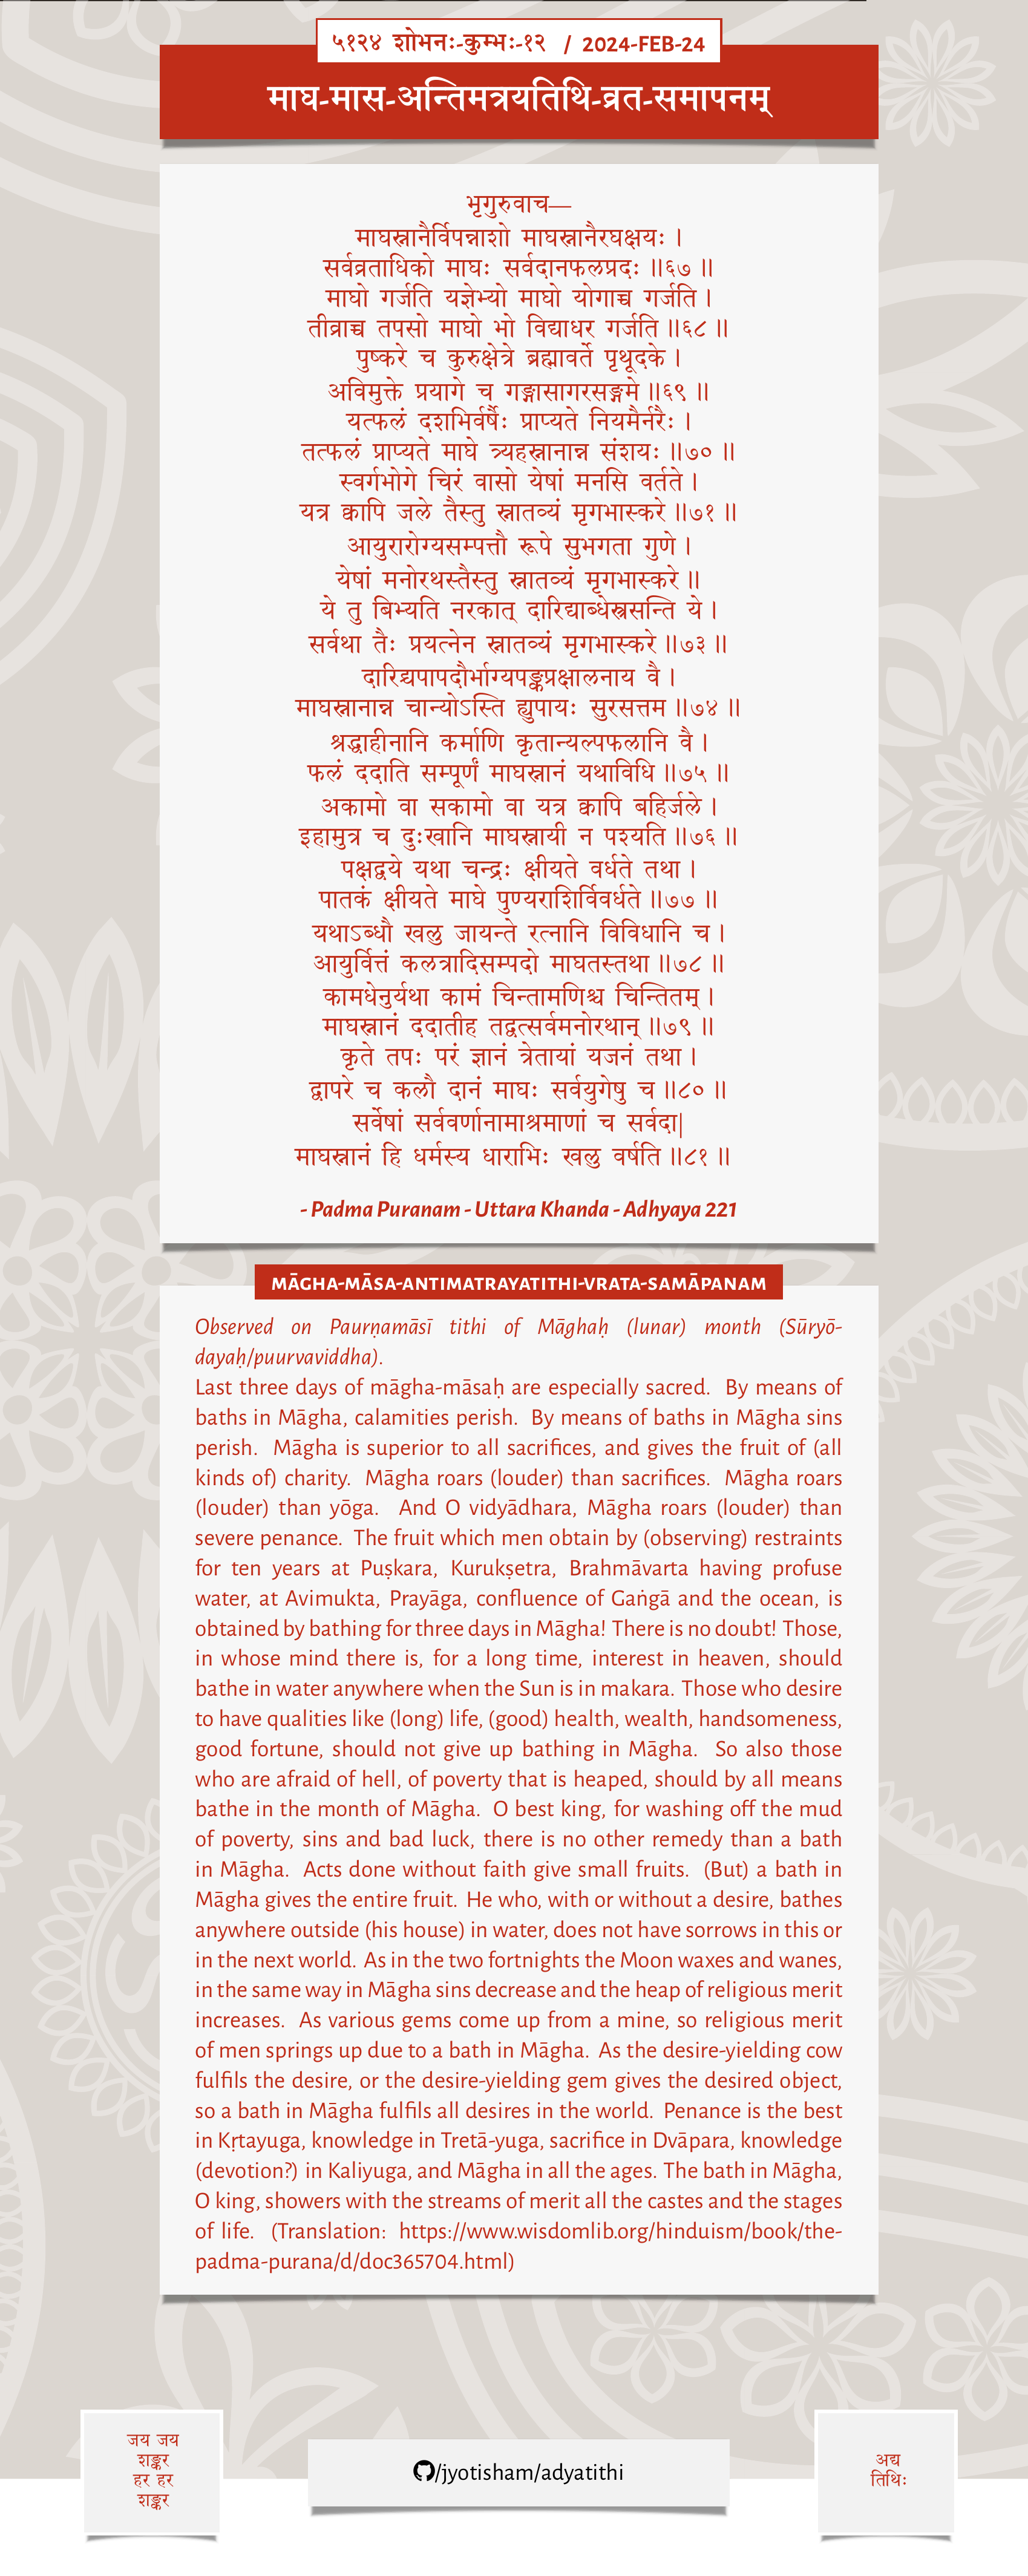 ५१२४ शोभनः-कुम्भः-१२ / 2024-FEB-24
माघ-मास-अन्तिमत्रयतिथि-व्रत-समापनम्
भृगुरुवाच—
माघस्नानैर्विपन्नाशो माघस्नानैरघक्षयः।
सर्वव्रताधिको माघः सर्वदानफलप्रदः॥६७॥
माघो गर्जति यज्ञेभ्यो माघो योगाच्च गर्जति।
तीव्राच्च तपसो माघो भो विद्याधर गर्जति॥६८॥
पुष्करे च कुरुक्षेत्रे ब्रह्मावर्ते पृथूदके।
अविमुक्ते प्रयागे च गङ्गासागरसङ्गमे॥६९॥
यत्फलं दशभिर्वर्षैः प्राप्यते नियमैर्नरैः।
तत्फलं प्राप्यते माघे त्र्यहस्नानान्न संशयः॥७०॥
स्वर्गभोगे चिरं वासो येषां मनसि वर्तते।
यत्र क्वापि जले तैस्तु स्नातव्यं मृगभास्करे॥७१॥
आयुरारोग्यसम्पत्तौ रूपे सुभगता गुणे।
येषां मनोरथस्तैस्तु स्नातव्यं मृगभास्करे॥
ये तु बिभ्यति नरकात् दारिद्याब्धेस्त्रसन्ति ये।
सर्वथा तैः प्रयत्नेन स्नातव्यं मृगभास्करे॥७३॥
दारिद्यपापदौर्भाग्यपङ्कप्रक्षालनाय वै।
माघस्नानान्न चान्योऽस्ति ह्युपायः सुरसत्तम॥७४॥
श्रद्धाहीनानि कर्माणि कृतान्यल्पफलानि वै।
फलं ददाति सम्पूर्णं माघस्नानं यथाविधि॥७५॥
अकामो वा सकामो वा यत्र क्वापि बहिर्जले।
इहामुत्र च दुःखानि माघस्नायी न पश्यति॥७६॥
पक्षद्वये यथा चन्द्रः क्षीयते वर्धते तथा।
पातकं क्षीयते माघे पुण्यराशिर्विवर्धते॥७७॥
यथाऽब्धौ खलु जायन्ते रत्नानि विविधानि च।
आयुर्वित्तं कलत्रादिसम्पदो माघतस्तथा॥७८॥
कामधेनुर्यथा कामं चिन्तामणिश्च चिन्तितम्।
माघस्नानं ददातीह तद्वत्सर्वमनोरथान्॥७९॥
कृते तपः परं ज्ञानं त्रेतायां यजनं तथा।
द्वापरे च कलौ दानं माघः सर्वयुगेषु च॥८०॥
सर्वेषां सर्ववर्णानामाश्रमाणां च सर्वदा|
माघस्नानं हि धर्मस्य धाराभिः खलु वर्षति॥८१॥
- Padma Puranam - Uttara Khanda - Adhyaya 221
MĀGHA-MĀSA-ANTIMATRAYATITHI-VRATA-SAMĀPANAM
Observed on Paurṇamāsī tithi of Māghaḥ (lunar) month (Sūryō-
dayaḥ/puurvaviddha).
Last three days of māgha-māsaḥ are especially sacred. By means of
baths in Māgha, calamities perish. By means of baths in Māgha sins
perish. Māgha is superior to all sacrifices, and gives the fruit of (all
kinds of) charity. Māgha roars (louder) than sacrifices. Māgha roars
(louder) than yōga. And O vidyādhara, Māgha roars (louder) than
severe penance. The fruit which men obtain by (observing) restraints
for ten years at Puṣkara, Kurukṣetra, Brahmāvarta having profuse
water, at Avimukta, Prayāga, confluence of Gaṅgā and the ocean, is
obtained by bathing for three days in Māgha! There is no doubt! Those,
in whose mind there is, for a long time, interest in heaven, should
bathe in water anywhere when the Sun is in makara. Those who desire
to have qualities like (long) life, (good) health, wealth, handsomeness,
good fortune, should not give up bathing in Māgha. So also those
who are afraid of hell, of poverty that is heaped, should by all means
bathe in the month of Māgha. O best king, for washing off the mud
of poverty, sins and bad luck, there is no other remedy than a bath
in Māgha. Acts done without faith give small fruits. (But) a bath in
Māgha gives the entire fruit. He who, with or without a desire, bathes
anywhere outside (his house) in water, does not have sorrows in this or
in the next world. As in the two fortnights the Moon waxes and wanes,
in the same way in Māgha sins decrease and the heap of religious merit
increases. As various gems come up from a mine, so religious merit
of men springs up due to a bath in Māgha. As the desire-yielding cow
fulfils the desire, or the desire-yielding gem gives the desired object,
so a bath in Māgha fulfils all desires in the world. Penance is the best
in Kṛtayuga, knowledge in Tretā-yuga, sacrifice in Dvāpara, knowledge
(devotion?) in Kaliyuga, and Māgha in all the ages. The bath in Māgha,
O king, showers with the streams of merit all the castes and the stages
of life. (Translation: https://www.wisdomlib.org/hinduism/book/the-
padma-purana/d/doc365704.html)
जय जय
शङ्कर
हर हर
शङ्कर
/jyotisham/adyatithi
अद्य
तिथिः